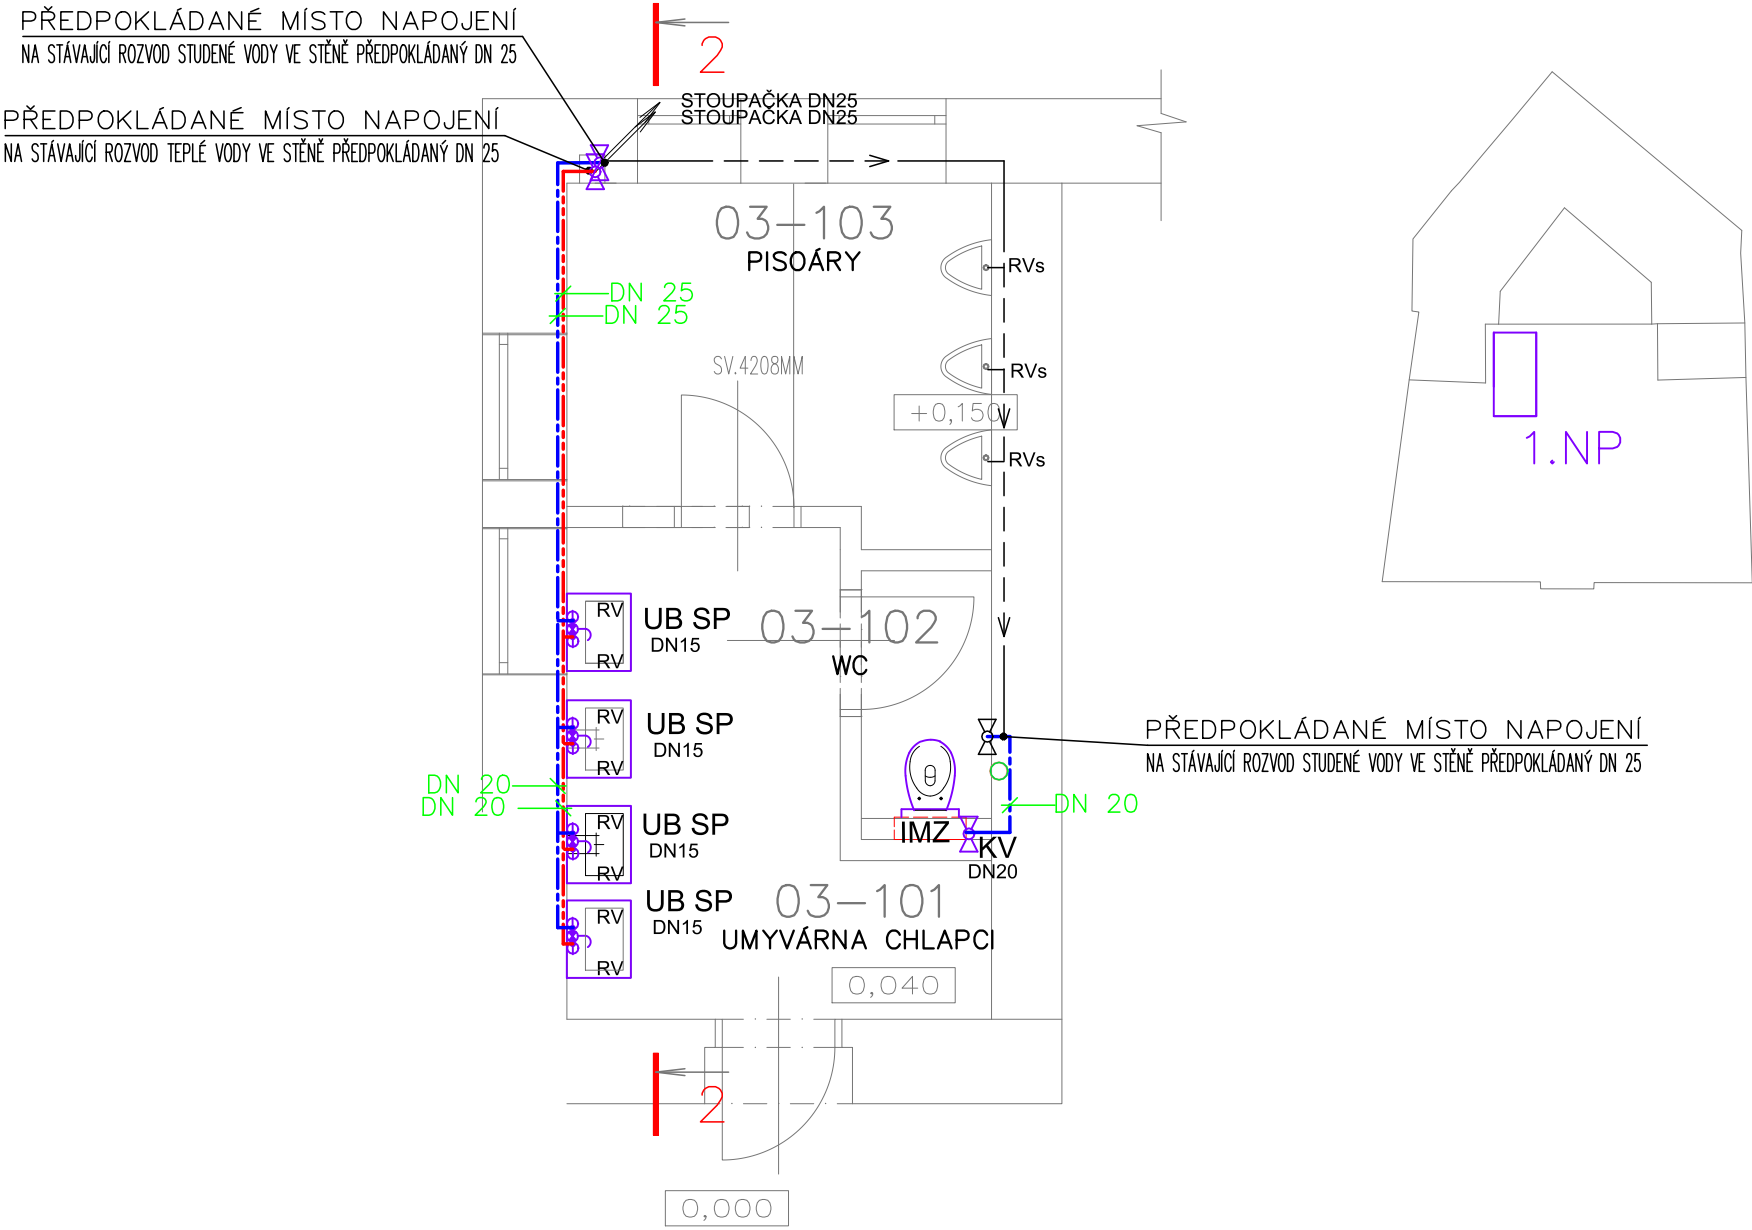 PŘEDPOKLÁDANÉ MÍSTO NAPOJENÍ
NA STÁVAJÍCÍ ROZVOD STUDENÉ VODY VE STĚNĚ PŘEDPOKLÁDANÝ DN 25
2
STOUPAČKA DN25
STOUPAČKA DN25
PŘEDPOKLÁDANÉ MÍSTO NAPOJENÍ
NA STÁVAJÍCÍ ROZVOD TEPLÉ VODY VE STĚNĚ PŘEDPOKLÁDANÝ DN 25
03-103
PISOÁRY
RVs
DN 25
DN 25
SV.4208MM
RVs
+0,150
1.NP
RVs
RV
UB SP
DN15
RV
03-102
WC
RV
UB SP
DN15
RV
PŘEDPOKLÁDANÉ MÍSTO NAPOJENÍ
NA STÁVAJÍCÍ ROZVOD STUDENÉ VODY VE STĚNĚ PŘEDPOKLÁDANÝ DN 25
DN 20
DN 20
DN 20
RV
UB SP
DN15
RV
IMZ
KV
DN20
UB SP
DN15
RV
RV
03-101
UMYVÁRNA CHLAPCI
0,040
2
0,000